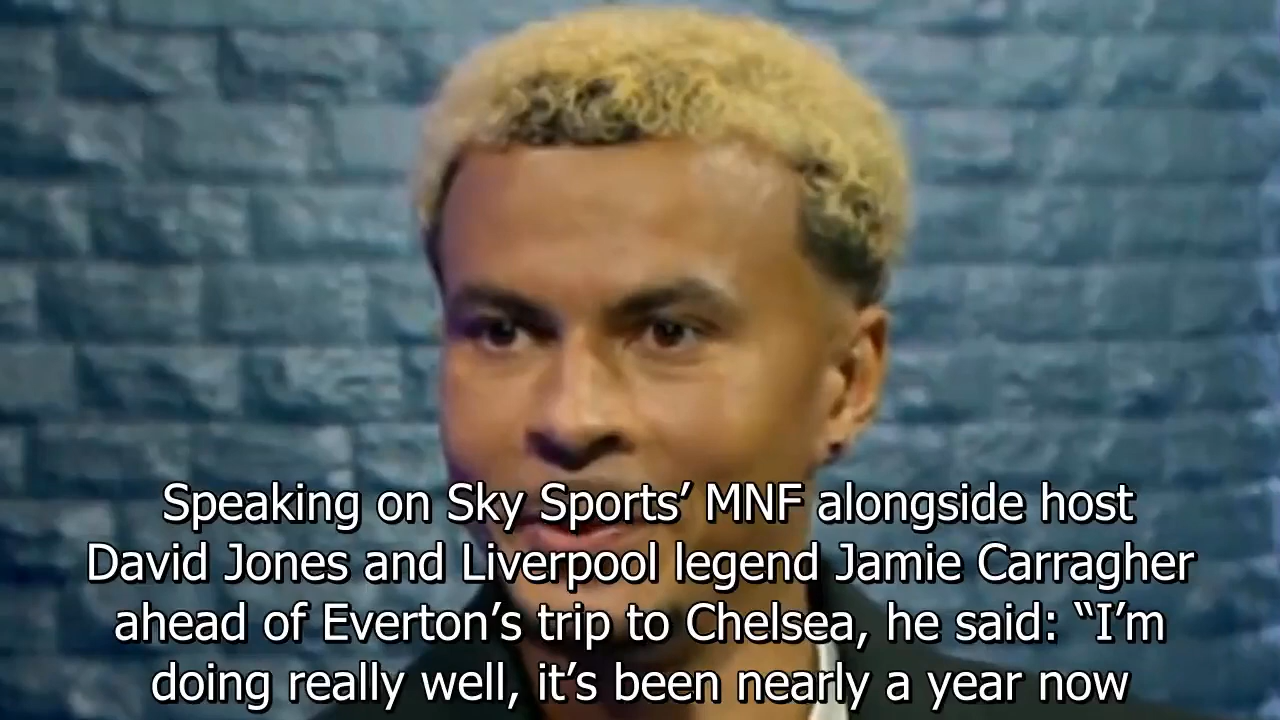 Speaking on Sky Sports’ MNF alongside host
David Jones and Liverpool legend Jamie Carragher
ahead of Everton’s trip to Chelsea, he said: “I’m
doing really well, it’s been nearly a year now